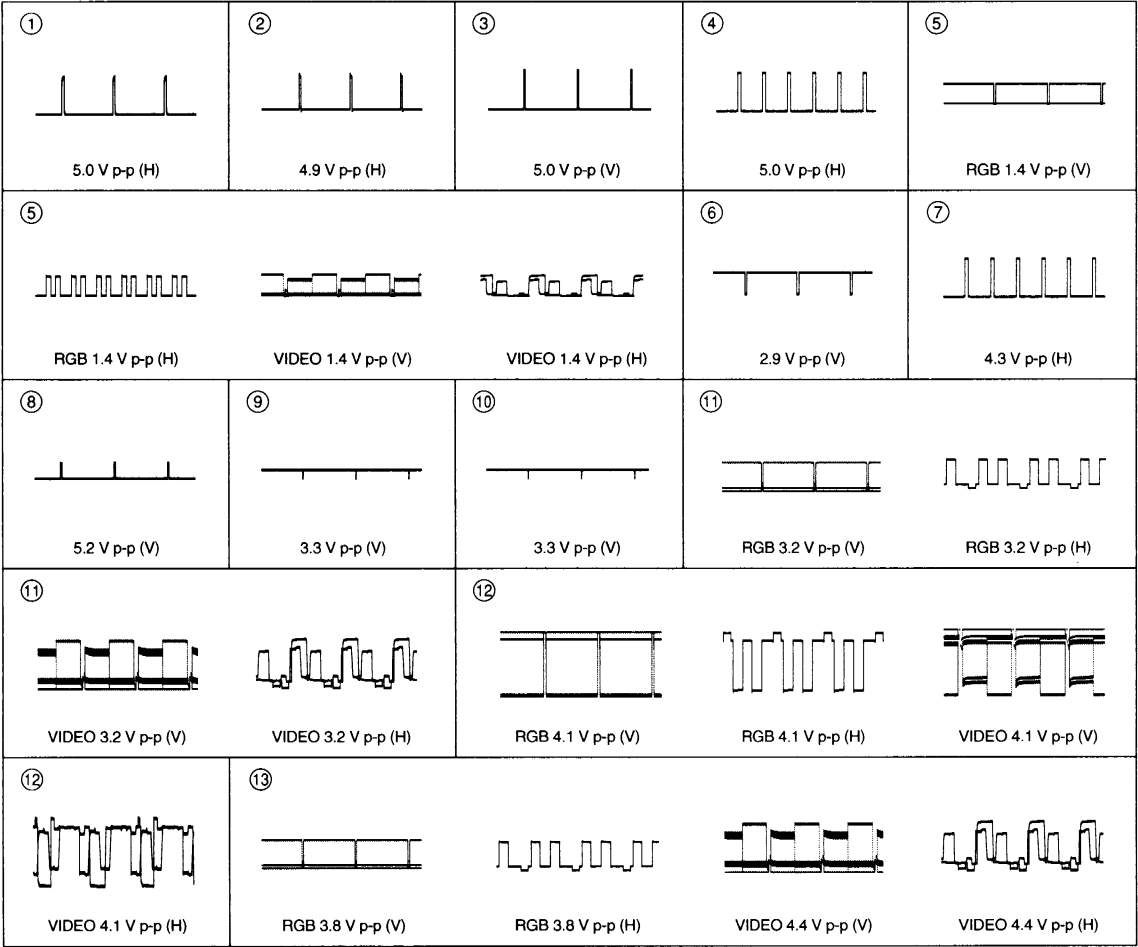 ① ② ③ ④ ⑤
5.0 V p-p (H) 4.9 V p-p (H) 5.0 V p-p (V) 5.0 V p-p (H) RGB 1.4 V p-p (V)
⑤ ⑥ ⑦
RGB 1.4 V p-p (H) VIDEO 1.4 V p-p (V) VIDEO 1.4 V p-p (H) 2.9 V p-p (V) 4.3 V p-p (H)
⑧ ⑨ ⑩ ⑪
5.2 V p-p (V) 3.3 V p-p (V) 3.3 V p-p (V) RGB 3.2 V p-p (V) RGB 3.2 V p-p (H)
⑪ ⑫
VIDEO 3.2 V p-p (V) VIDEO 3.2 V p-p (H) RGB 4.1 V p-p (V) RGB 4.1 V p-p (H) VIDEO 4.1 V p-p (V)
⑫ ⑬
VIDEO 4.1 V p-p (H) RGB 3.8 V p-p (V) RGB 3.8 V p-p (H) VIDEO 4.4 V p-p (V) VIDEO 4.4 V p-p (H)